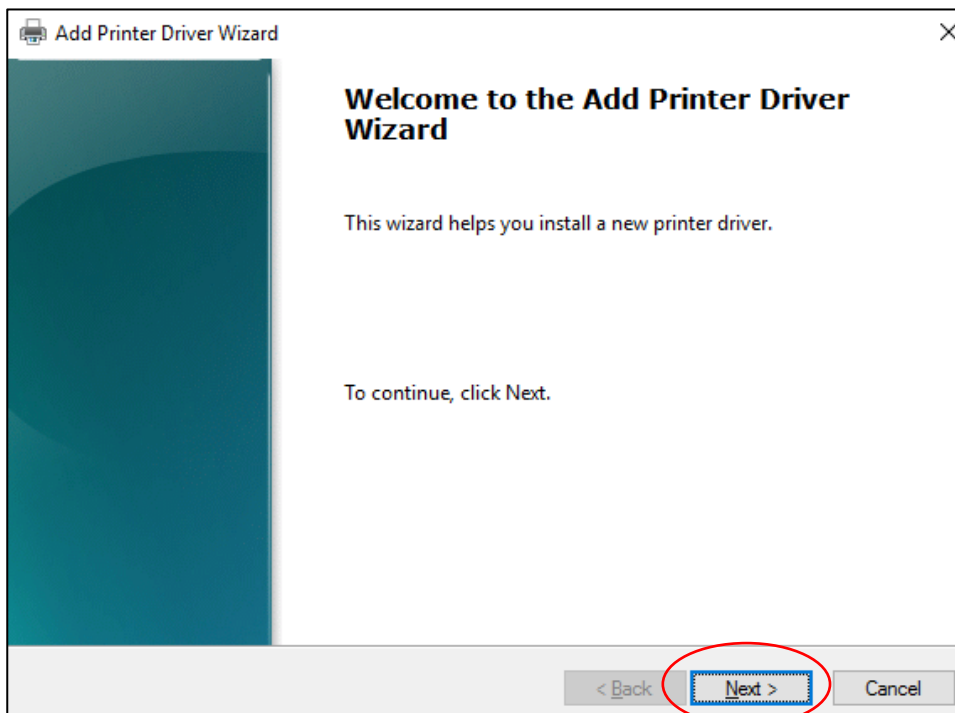 Add Printer Driver Wizard
Welcome to the Add Printer Driver
Wizard
This wizard helps you install a new printer driver.
To continue, click Next.
< Back
Next >
Cancel